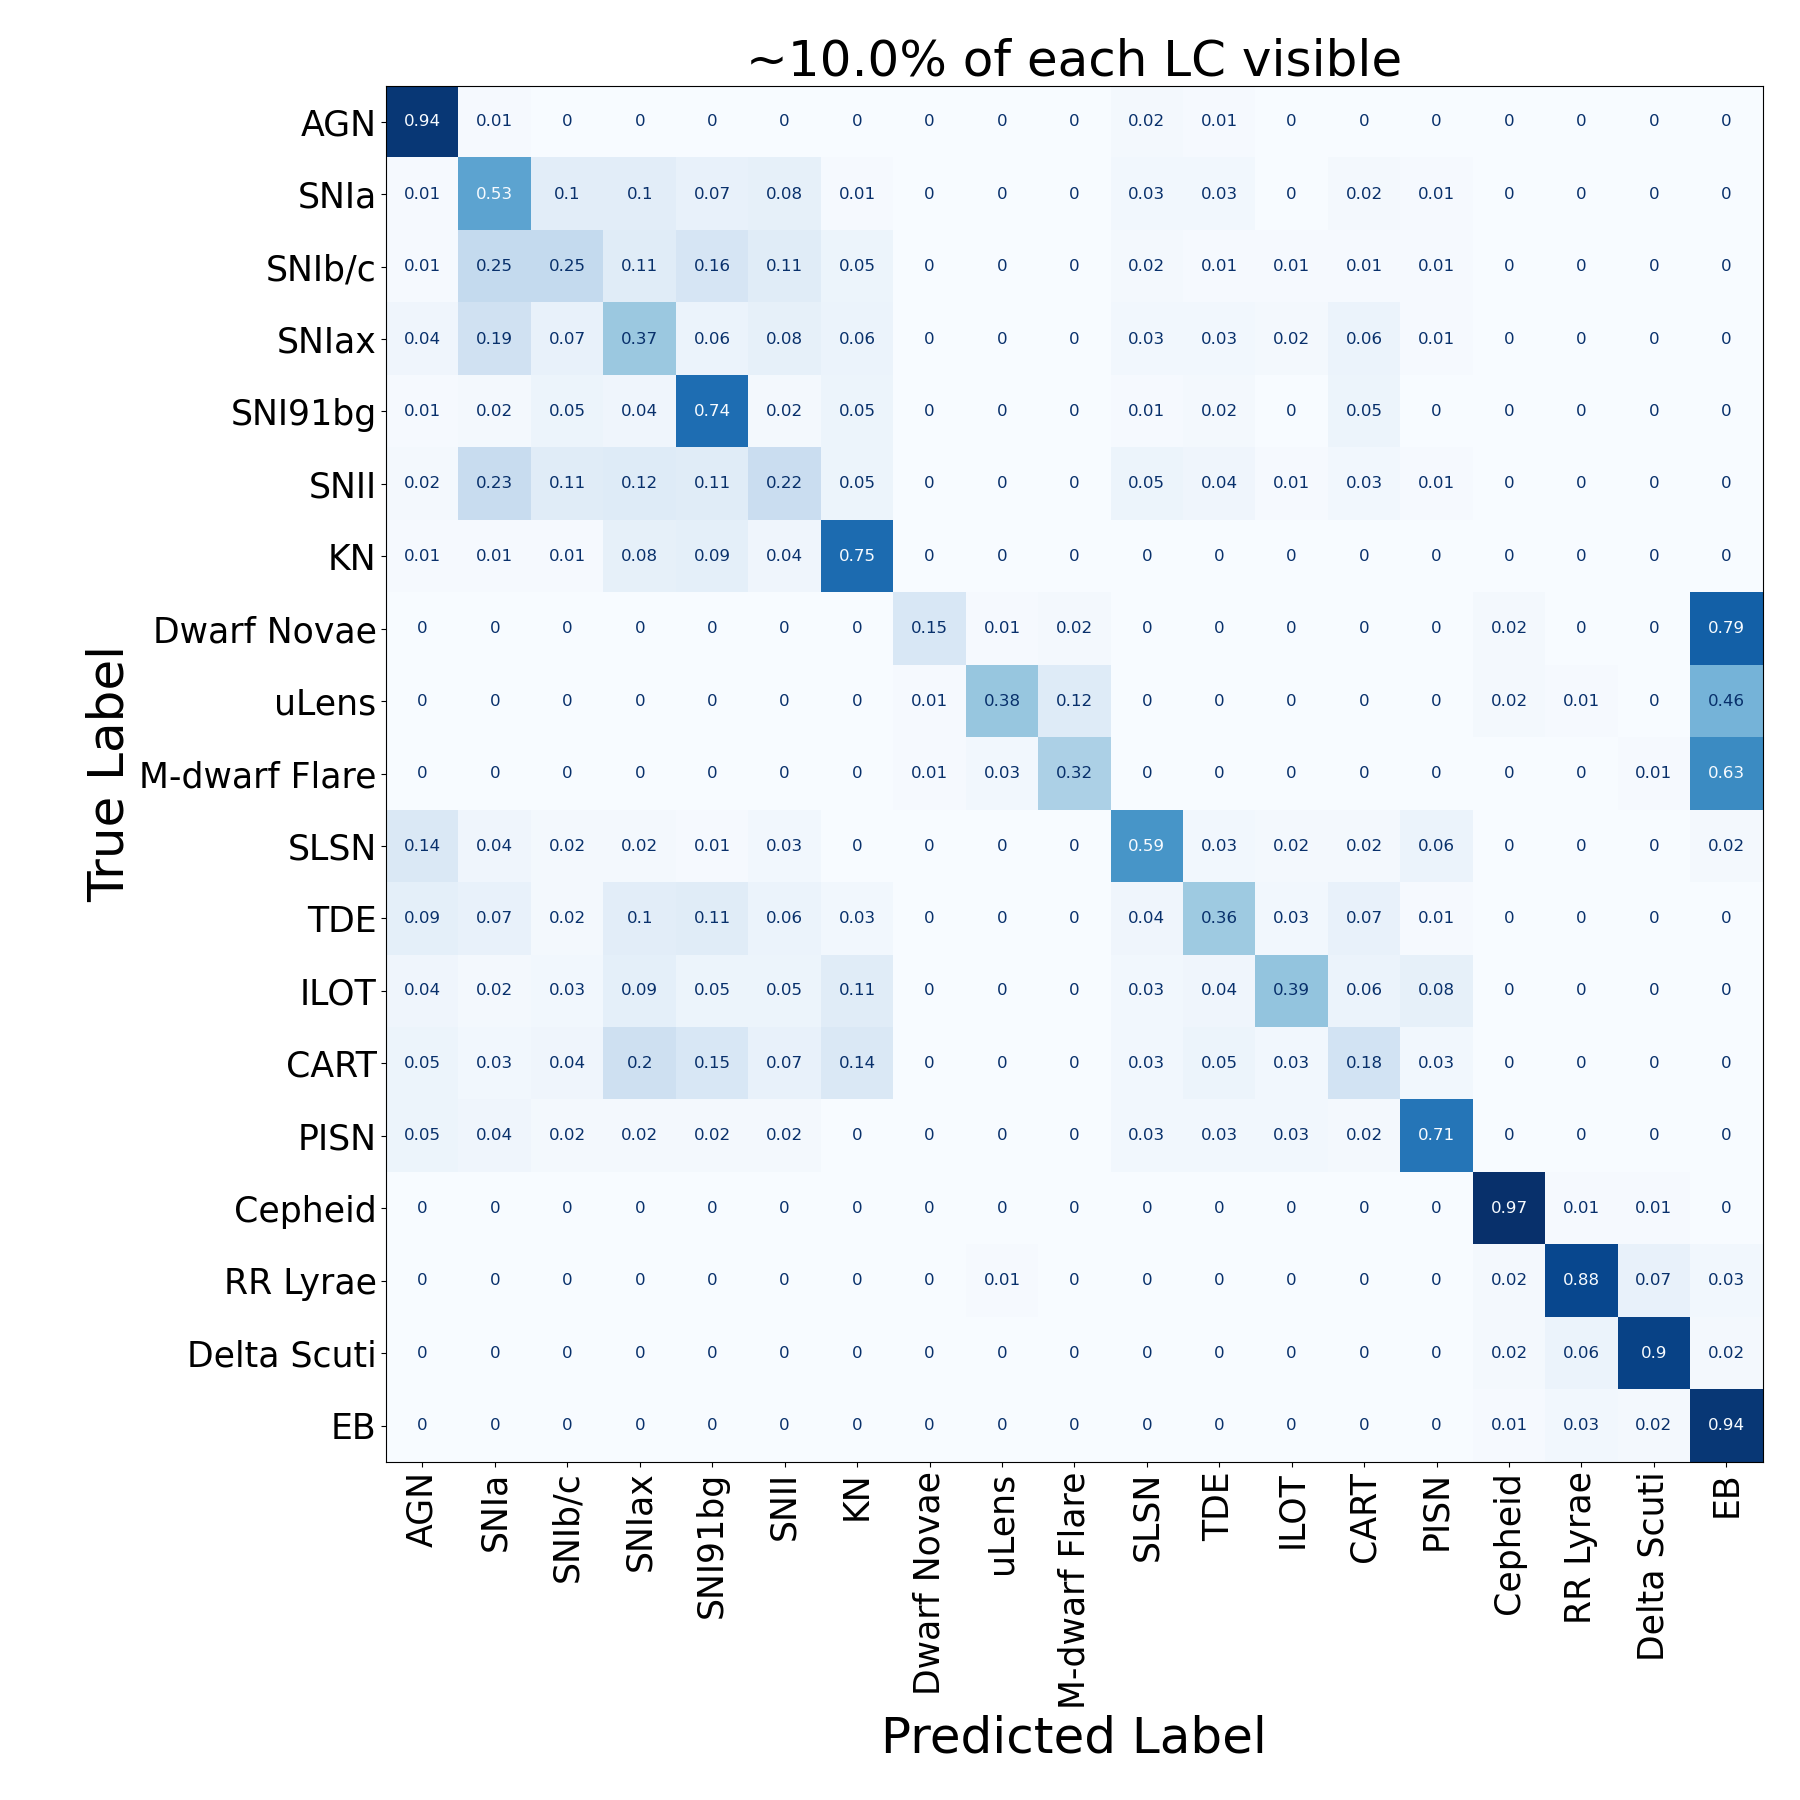 ~10.0% of each LC visible
True Label
AGN 0.94 0.01 0 0 0 0 0 0 0 0 0.02 0.01 0 0 0 0 0 0 0
SNIa 0.01 0.53 0.1 0.1 0.07 0.08 0.01 0 0 0 0.03 0.03 0 0.02 0.01 0 0 0 0
SNIb/c 0.01 0.25 0.25 0.11 0.16 0.11 0.05 0 0 0 0.02 0.01 0.01 0.01 0.01 0 0 0 0
SNIax 0.04 0.19 0.07 0.37 0.06 0.08 0.06 0 0 0 0.03 0.03 0.02 0.06 0.01 0 0 0 0
SNI91bg 0.01 0.02 0.05 0.04 0.74 0.02 0.05 0 0 0 0.01 0.02 0 0.05 0 0 0 0 0
SNII 0.02 0.23 0.11 0.12 0.11 0.22 0.05 0 0 0 0.05 0.04 0.01 0.03 0.01 0 0 0 0
KN 0.01 0.01 0.01 0.08 0.09 0.04 0.75 0 0 0 0 0 0 0 0 0 0 0 0
Dwarf Novae 0 0 0 0 0 0 0 0.15 0.01 0.02 0 0 0 0 0 0.02 0 0 0.79
uLens 0 0 0 0 0 0 0 0.01 0.38 0.12 0 0 0 0 0 0.02 0.01 0 0.46
M-dwarf Flare 0 0 0 0 0 0 0 0.01 0.03 0.32 0 0 0 0 0 0 0 0.01 0.63
SLSN 0.14 0.04 0.02 0.02 0.01 0.03 0 0 0 0 0.59 0.03 0.02 0.02 0.06 0 0 0 0.02
TDE 0.09 0.07 0.02 0.1 0.11 0.06 0.03 0 0 0 0.04 0.36 0.03 0.07 0.01 0 0 0 0
ILOT 0.04 0.02 0.03 0.09 0.05 0.05 0.11 0 0 0 0.03 0.04 0.39 0.06 0.08 0 0 0 0
CART 0.05 0.03 0.04 0.2 0.15 0.07 0.14 0 0 0 0.03 0.05 0.03 0.18 0.03 0 0 0 0
PISN 0.05 0.04 0.02 0.02 0.02 0.02 0 0 0 0 0.03 0.03 0.03 0.02 0.71 0 0 0 0
Cepheid 0 0 0 0 0 0 0 0 0 0 0 0 0 0 0 0.97 0.01 0.01 0
RR Lyrae 0 0 0 0 0 0 0 0 0.01 0 0 0 0 0 0 0.02 0.88 0.07 0.03
Delta Scuti 0 0 0 0 0 0 0 0 0 0 0 0 0 0 0 0.02 0.06 0.9 0.02
EB 0 0 0 0 0 0 0 0 0 0 0 0 0 0 0 0.01 0.03 0.02 0.94
AGN SNIa SNIb/c SNIax SNI91bg SNII KN Dwarf Novae uLens M-dwarf Flare SLSN TDE ILOT CART PISN Cepheid RR Lyrae Delta Scuti EB
Predicted Label